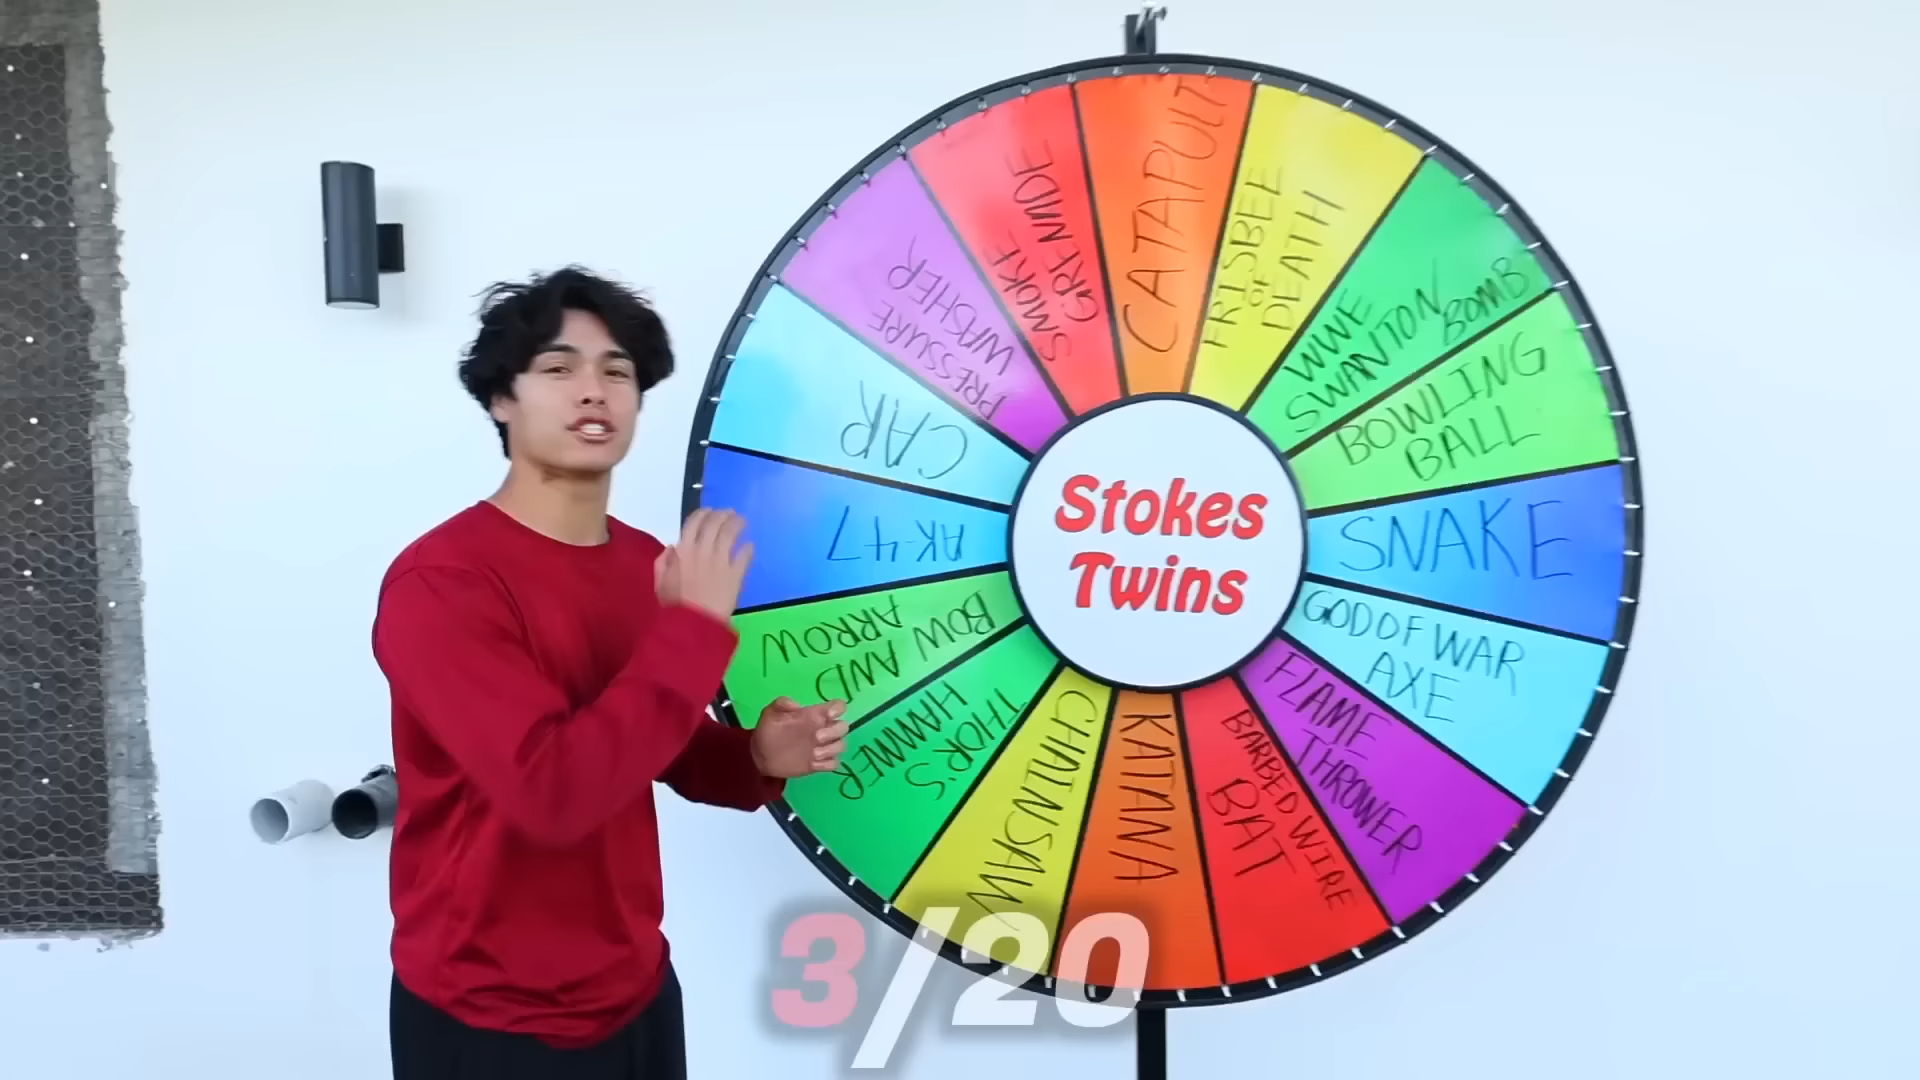 CATAPULT
FRISBEE
OF
DEATH
WWE
SWANTON
BOMB
BOWLING
BALL
SNAKE
GOD OF WAR
AXE
FLAME
THROWER
BARBED WIRE
BAT
KATANA
CHAINSAW
THOR'S
HAMMER
BOW AND
ARROW
AK-47
CAR
PRESSURE
WASHER
SMOKE
GRENADE
Stokes
Twins
3/20